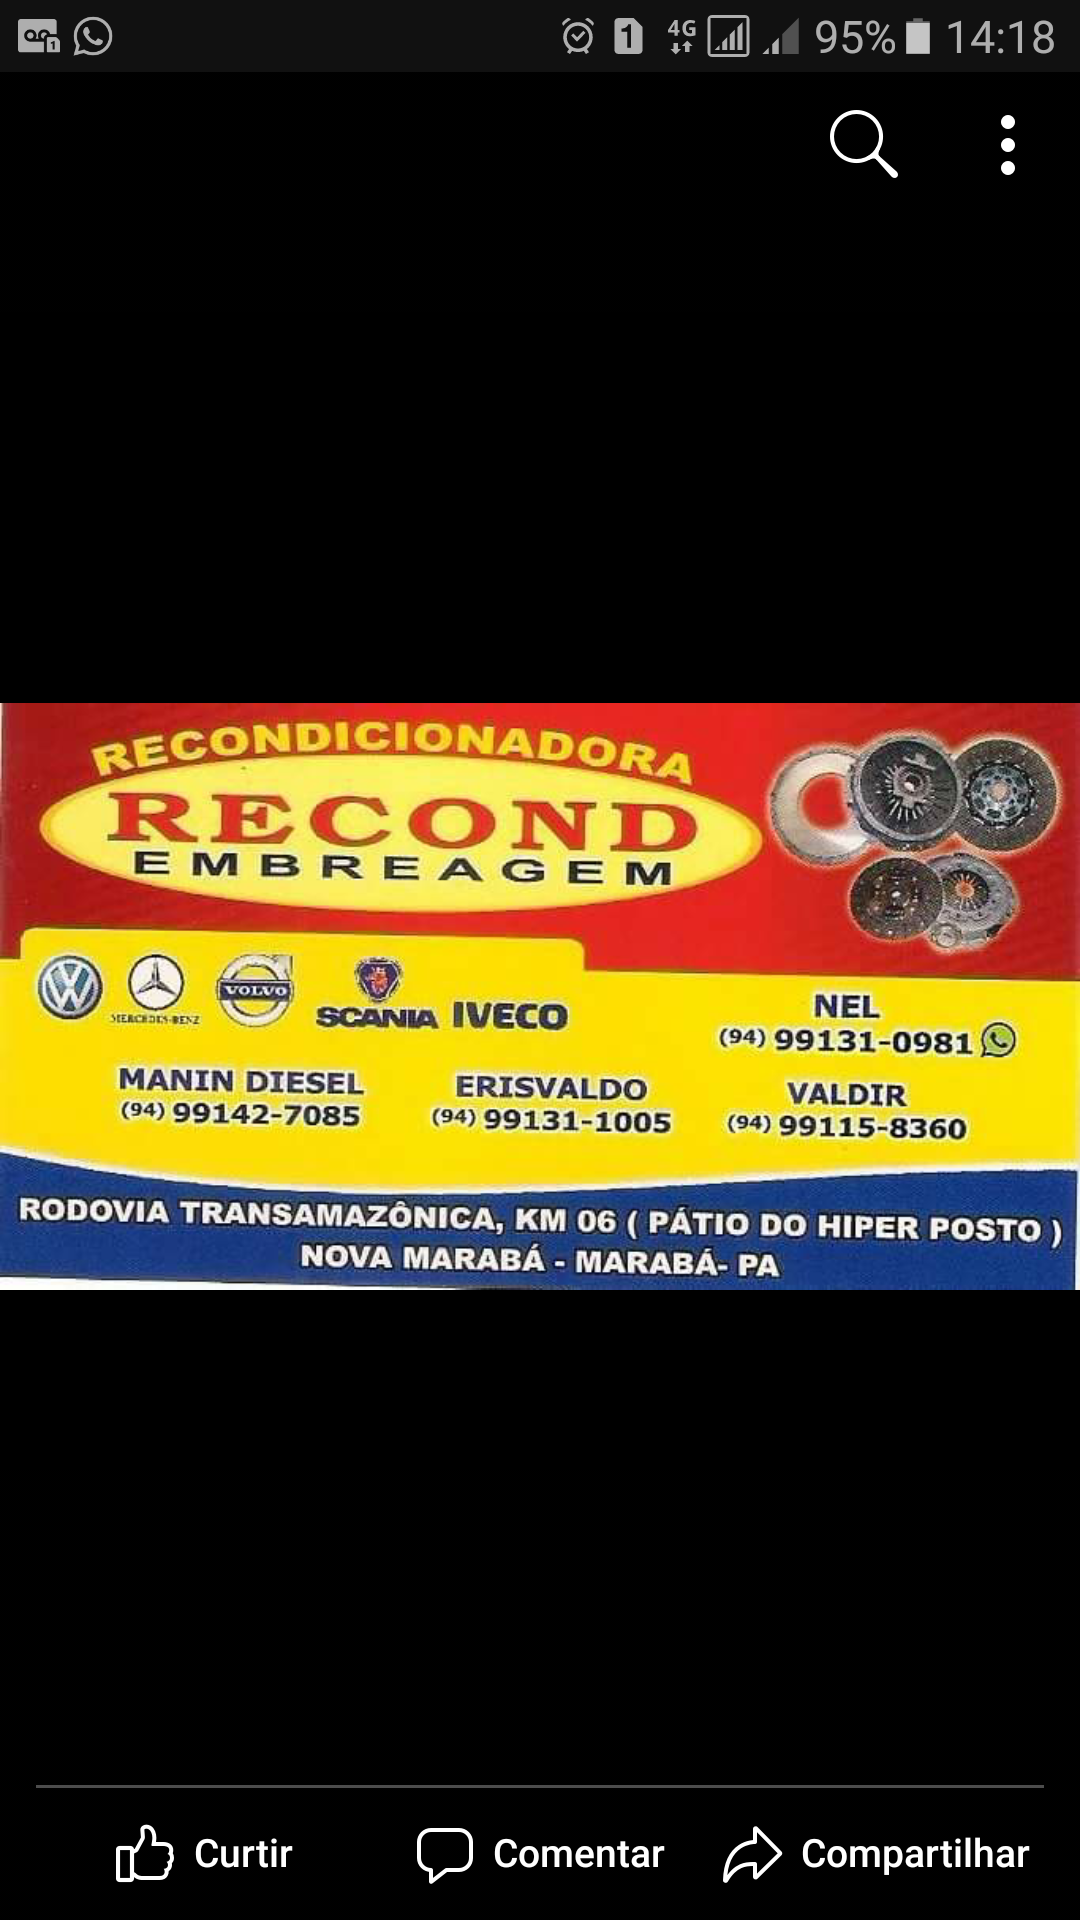 1 4G 95% 14:18
RECONDICIONADORA
RECOND
EMBREAGEM
VOLVO
MERCEDES-BENZ
SCANIA IVECO
NEL
(94) 99131-0981
MANIN DIESEL
(94) 99142-7085
ERISVALDO
(94) 99131-1005
VALDIR
(94) 99115-8360
RODOVIA TRANSAMAZÔNICA, KM 06 ( PÁTIO DO HIPER POSTO )
NOVA MARABÁ - MARABÁ- PA
Curtir
Comentar
Compartilhar